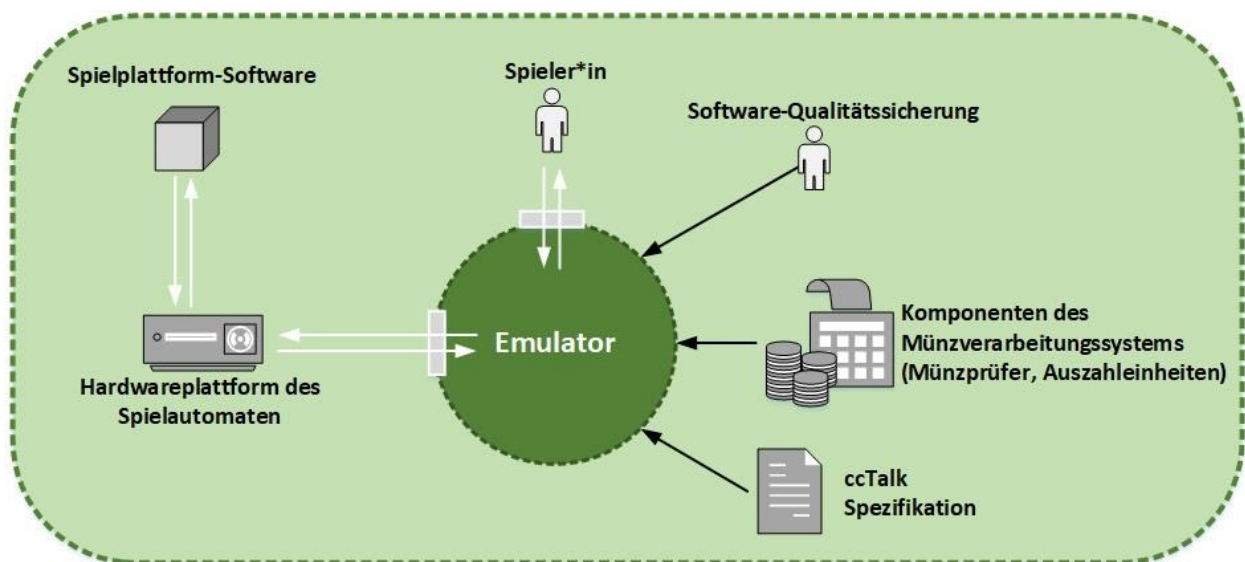 Spielplattform-Software
Spieler*in
Software-Qualitätssicherung
Emulator
Hardwareplattform des
Spielautomaten
Komponenten des
Münzverarbeitungssystems
(Münzprüfer, Auszahleinheiten)
ccTalk
Spezifikation